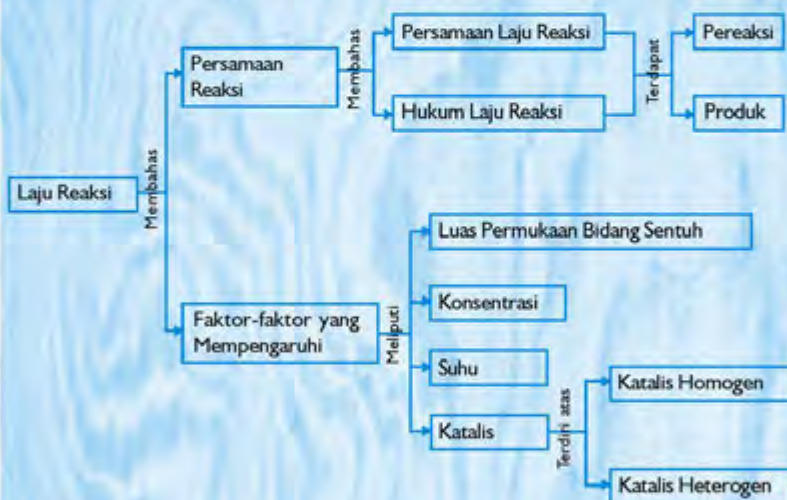 Laju Reaksi
Membahas
Persamaan
Reaksi
Membahas
Persamaan Laju Reaksi
Hukum Laju Reaksi
Terdapat
Pereaksi
Produk
Faktor-faktor yang
Mempengaruhi
Meliputi
Luas Permukaan Bidang Sentuh
Konsentrasi
Suhu
Katalis
Terdiri atas
Katalis Homogen
Katalis Heterogen